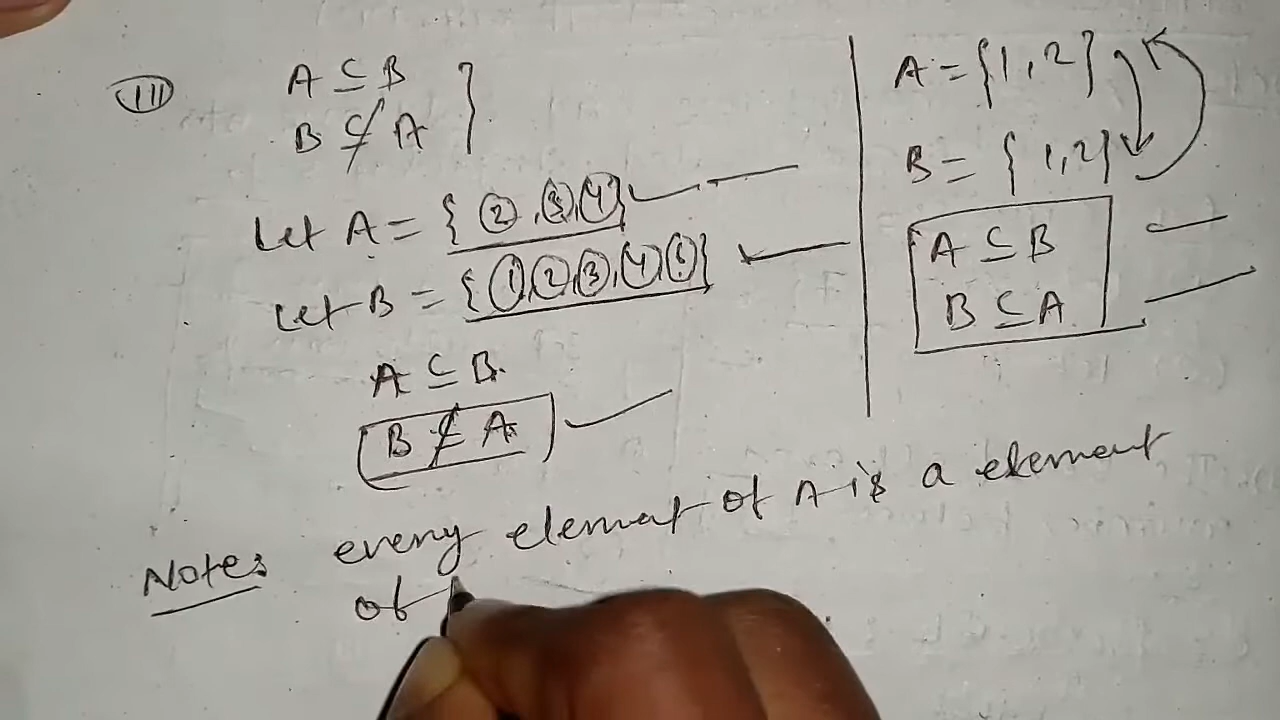 (III) A ⊆ B
B ⊄ A }
Let A = { 2, 3, 4}
Let B = { 1, 2, 3, 4, 5}
A ⊆ B.
B ⊈ A.
A = {1, 2}
B = {1, 2}
A ⊆ B
B ⊆ A
Note: every element of A is a element
of